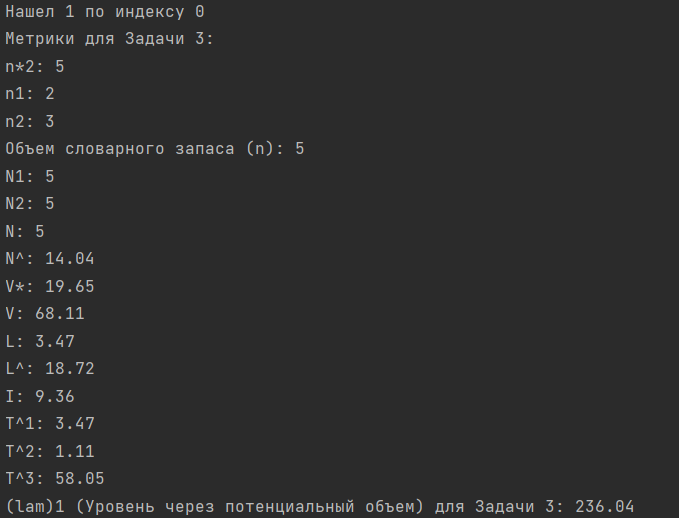 Нашел 1 по индексу 0
Метрики для Задачи 3:
n*2: 5
n1: 2
n2: 3
Объем словарного запаса (n): 5
N1: 5
N2: 5
N: 5
N^: 14.04
V*: 19.65
V: 68.11
L: 3.47
L^: 18.72
I: 9.36
T^1: 3.47
T^2: 1.11
T^3: 58.05
(lam)1 (Уровень через потенциальный объем) для Задачи 3: 236.04